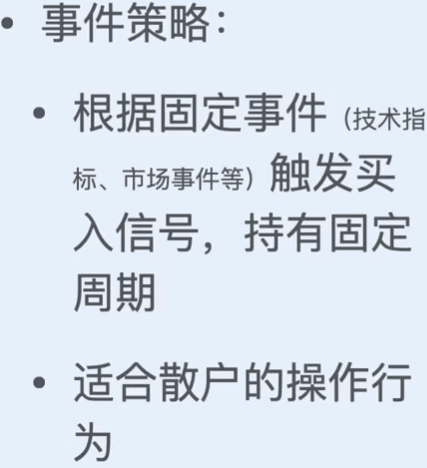 • 事件策略：
• 根据固定事件（技术指
标、市场事件等）触发买
入信号，持有固定
周期
• 适合散户的操作行
为